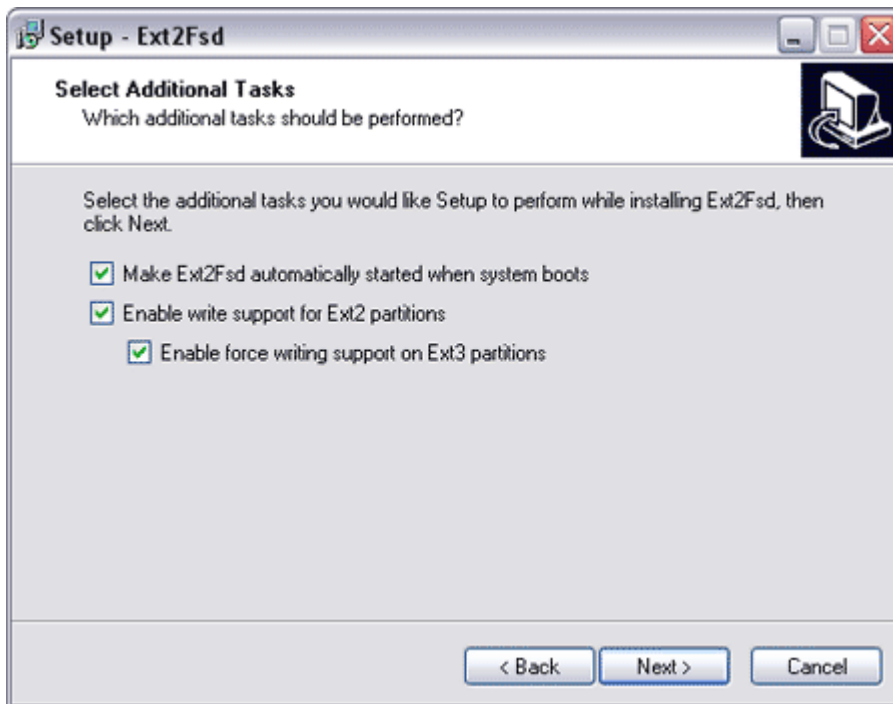 Setup - Ext2Fsd
Select Additional Tasks
Which additional tasks should be performed?
Select the additional tasks you would like Setup to perform while installing Ext2Fsd, then
click Next.
Make Ext2Fsd automatically started when system boots
Enable write support for Ext2 partitions
Enable force writing support on Ext3 partitions
< Back
Next >
Cancel